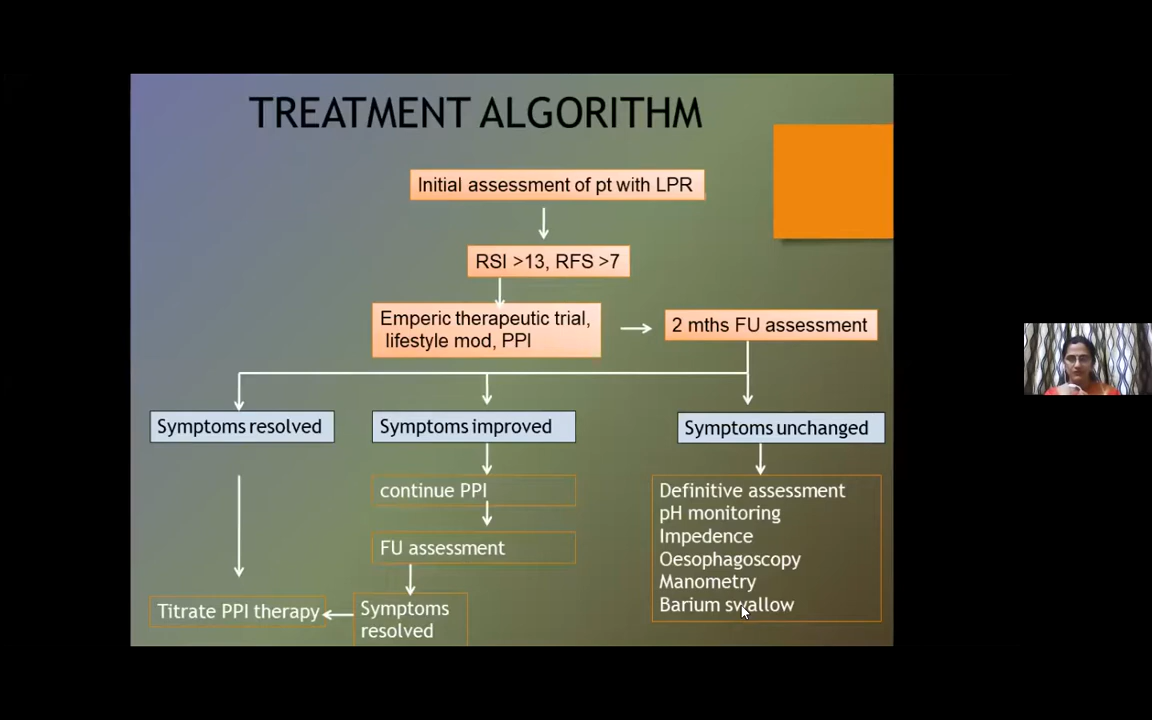 TREATMENT ALGORITHM
Initial assessment of pt with LPR
RSI >13, RFS >7
Emperic therapeutic trial,
lifestyle mod, PPI
2 mths FU assessment
Symptoms resolved
Symptoms improved
Symptoms unchanged
continue PPI
FU assessment
Symptoms
resolved
Titrate PPI therapy
Definitive assessment
pH monitoring
Impedence
Oesophagoscopy
Manometry
Barium swallow